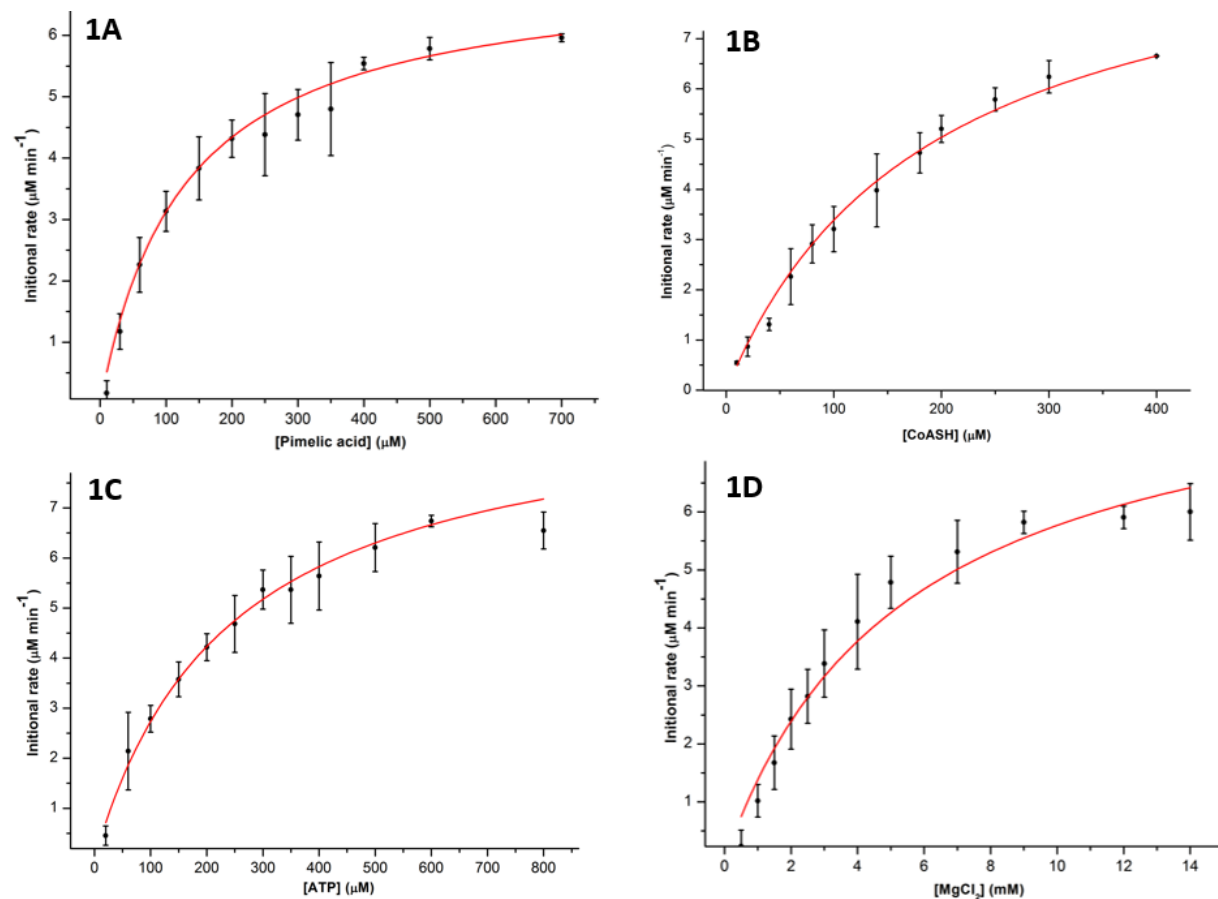 1A
6
5
4
3
2
1
Initional rate (μM min⁻¹)
0 100 200 300 400 500 600 700
[Pimelic acid] (μM)
1B
7
6
5
4
3
2
1
0
Initional rate (μM min⁻¹)
0 100 200 300 400
[CoASH] (μM)
1C
7
6
5
4
3
2
1
Initional rate (μM min⁻¹)
0 100 200 300 400 500 600 700 800
[ATP] (μM)
1D
6
5
4
3
2
1
Initional rate (μM min⁻¹)
0 2 4 6 8 10 12 14
[MgCl₂] (mM)